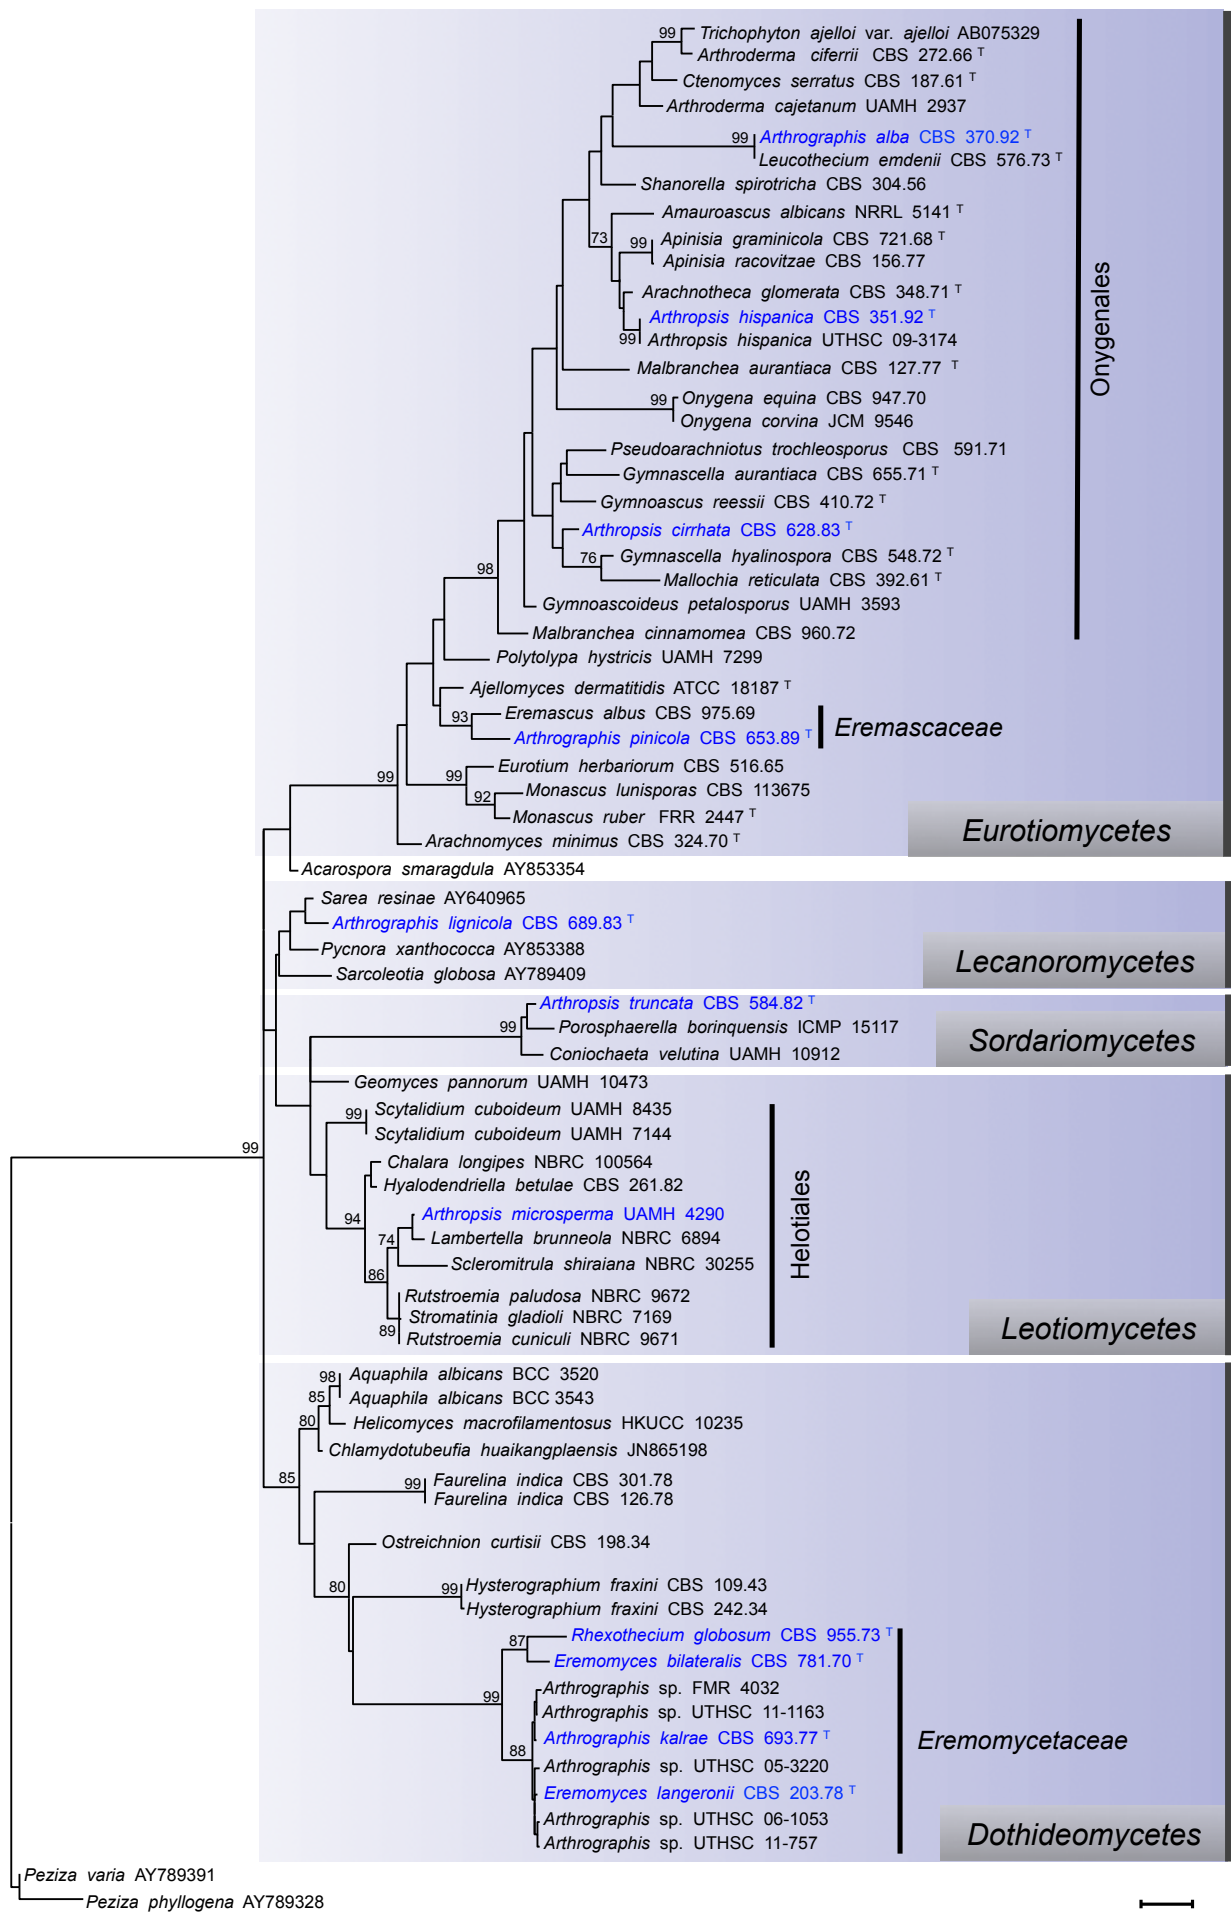 99
Trichophyton ajelloi var. ajelloi AB075329
Arthroderma ciferrii CBS 272.66 T
Ctenomyces serratus CBS 187.61 T
Arthroderma cajetanum UAMH 2937
99
Arthrographis alba CBS 370.92 T
Leucothecium emdenii CBS 576.73 T
Shanorella spirotricha CBS 304.56
Amauroascus albicans NRRL 5141 T
73
99
Apinisia graminicola CBS 721.68 T
Apinisia racovitzae CBS 156.77
Arachnotheca glomerata CBS 348.71 T
Arthropsis hispanica CBS 351.92 T
99
Arthropsis hispanica UTHSC 09-3174
Malbranchea aurantiaca CBS 127.77 T
99
Onygena equina CBS 947.70
Onygena corvina JCM 9546
Pseudoarachniotus trochleosporus CBS 591.71
Gymnascella aurantiaca CBS 655.71 T
Gymnoascus reessii CBS 410.72 T
Arthropsis cirrhata CBS 628.83 T
76
Gymnascella hyalinospora CBS 548.72 T
Mallochia reticulata CBS 392.61 T
98
Gymnoascoideus petalosporus UAMH 3593
Malbranchea cinnamomea CBS 960.72
Onygenales
Polytolypa hystricis UAMH 7299
Ajellomyces dermatitidis ATCC 18187 T
93
Eremascus albus CBS 975.69
Arthrographis pinicola CBS 653.89 T
Eremascaceae
99
99
Eurotium herbariorum CBS 516.65
92
Monascus lunisporas CBS 113675
Monascus ruber FRR 2447 T
Arachnomyces minimus CBS 324.70 T
Eurotiomycetes
Acarospora smaragdula AY853354
Sarea resinae AY640965
Arthrographis lignicola CBS 689.83 T
Pycnora xanthococca AY853388
Sarcoleotia globosa AY789409
Lecanoromycetes
Arthropsis truncata CBS 584.82 T
99
Porosphaerella borinquensis ICMP 15117
Coniochaeta velutina UAMH 10912
Sordariomycetes
Geomyces pannorum UAMH 10473
99
Scytalidium cuboideum UAMH 8435
Scytalidium cuboideum UAMH 7144
99
Chalara longipes NBRC 100564
Hyalodendriella betulae CBS 261.82
94
Arthropsis microsperma UAMH 4290
74
Lambertella brunneola NBRC 6894
Scleromitrula shiraiana NBRC 30255
86
Rutstroemia paludosa NBRC 9672
Stromatinia gladioli NBRC 7169
89
Rutstroemia cuniculi NBRC 9671
Helotiales
Leotiomycetes
98
Aquaphila albicans BCC 3520
85
Aquaphila albicans BCC 3543
80
Helicomyces macrofilamentosus HKUCC 10235
Chlamydotubeufia huaikangplaensis JN865198
85
99
Faurelina indica CBS 301.78
Faurelina indica CBS 126.78
Ostreichnion curtisii CBS 198.34
80
99
Hysterographium fraxini CBS 109.43
Hysterographium fraxini CBS 242.34
87
Rhexothecium globosum CBS 955.73 T
Eremomyces bilateralis CBS 781.70 T
99
Arthrographis sp. FMR 4032
Arthrographis sp. UTHSC 11-1163
Arthrographis kalrae CBS 693.77 T
88
Arthrographis sp. UTHSC 05-3220
Eremomyces langeronii CBS 203.78 T
Arthrographis sp. UTHSC 06-1053
Arthrographis sp. UTHSC 11-757
Eremomycetaceae
Dothideomycetes
Peziza varia AY789391
Peziza phyllogena AY789328